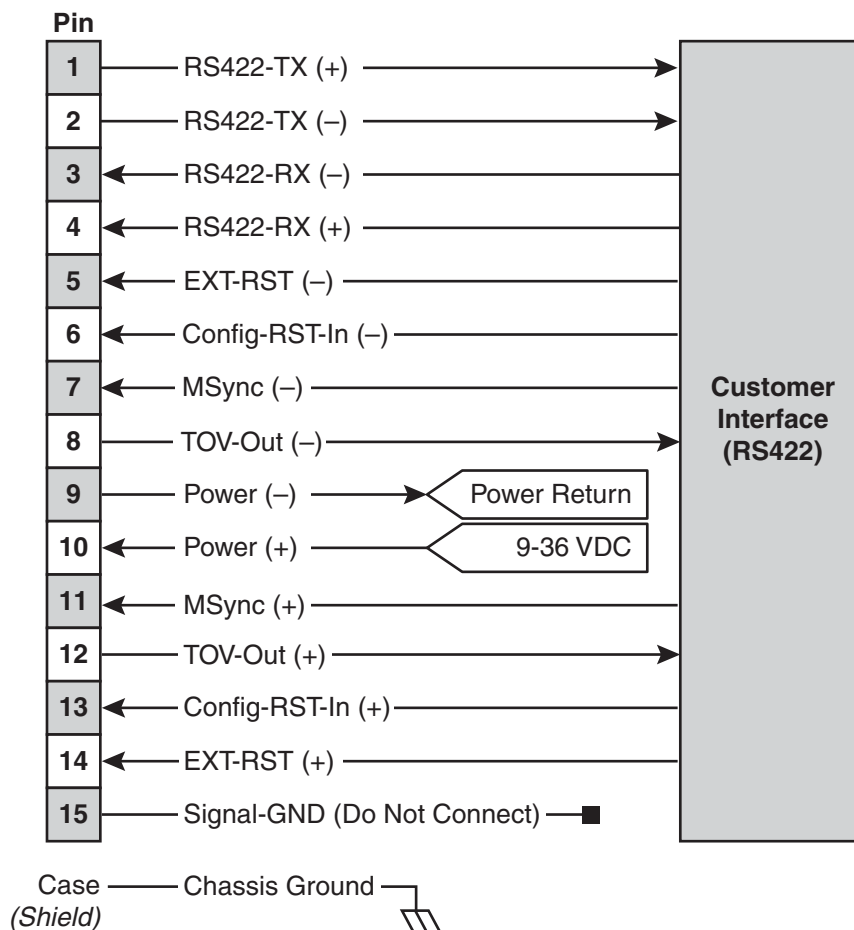 Pin
1 RS422-TX (+)
2 RS422-TX (–)
3 RS422-RX (–)
4 RS422-RX (+)
5 EXT-RST (–)
6 Config-RST-In (–)
7 MSync (–)
8 TOV-Out (–)
9 Power (–) Power Return
10 Power (+) 9-36 VDC
11 MSync (+)
12 TOV-Out (+)
13 Config-RST-In (+)
14 EXT-RST (+)
15 Signal-GND (Do Not Connect)
Customer
Interface
(RS422)
Case Chassis Ground
(Shield)